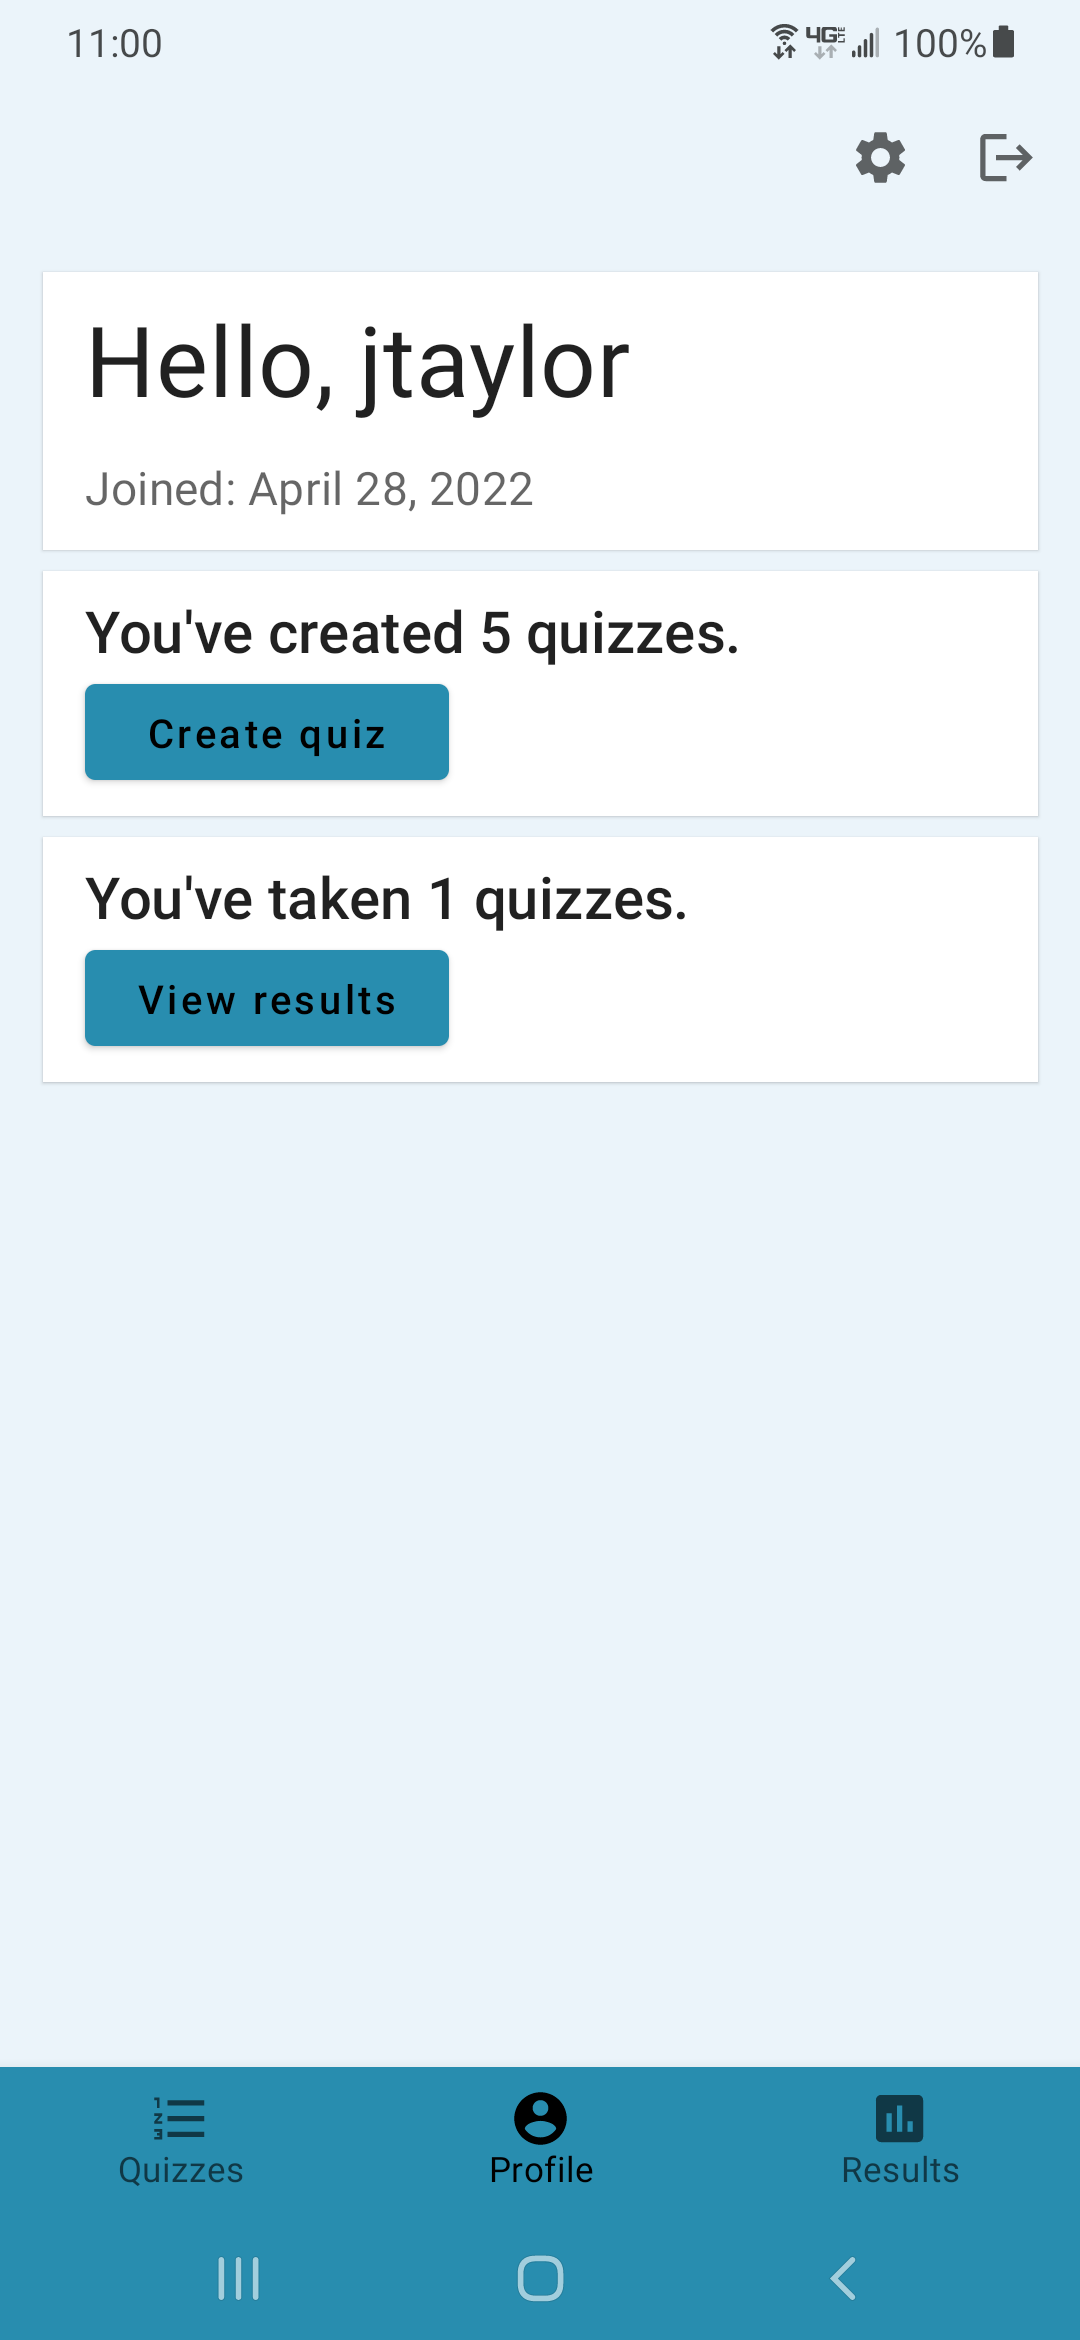 11:00
4G LTE 100%
Hello, jtaylor
Joined: April 28, 2022
You've created 5 quizzes.
Create quiz
You've taken 1 quizzes.
View results
Quizzes
Profile
Results